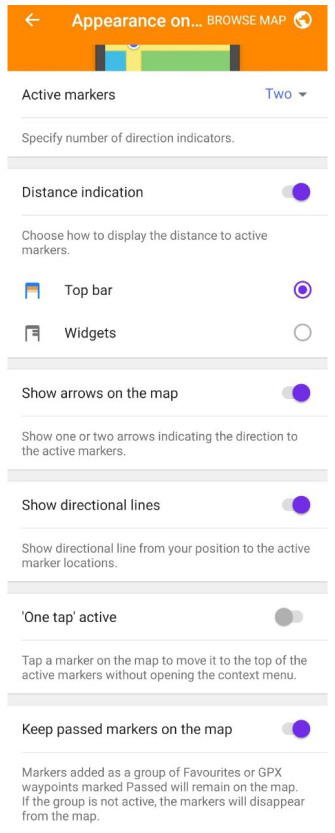 Appearance on... BROWSE MAP
Active markers Two
Specify number of direction indicators.
Distance indication
Choose how to display the distance to active
markers.
Top bar
Widgets
Show arrows on the map
Show one or two arrows indicating the direction to
the active markers.
Show directional lines
Show directional line from your position to the active
marker locations.
'One tap' active
Tap a marker on the map to move it to the top of the
active markers without opening the context menu.
Keep passed markers on the map
Markers added as a group of Favourites or GPX
waypoints marked Passed will remain on the map.
If the group is not active, the markers will disappear
from the map.